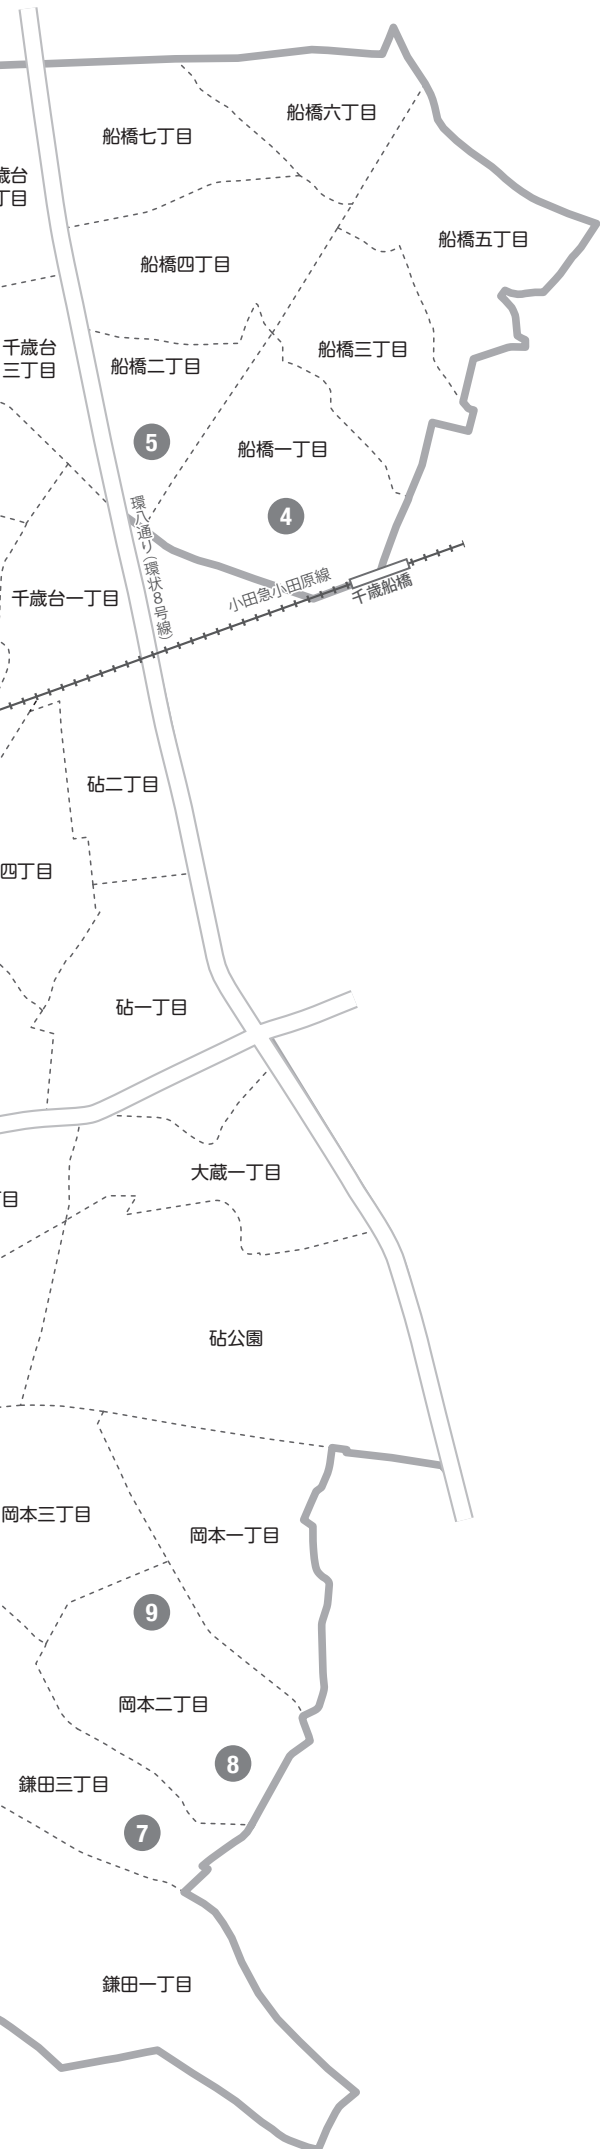 船橋六丁目
船橋七丁目
歳台
丁目
船橋五丁目
船橋四丁目
千歳台
三丁目
船橋三丁目
船橋二丁目
5
船橋一丁目
4
環八通り（環状8号線）
小田急小田原線
千歳船橋
千歳台一丁目
砧二丁目
四丁目
砧一丁目
大蔵一丁目
丁目
砧公園
岡本三丁目
岡本一丁目
9
岡本二丁目
8
鎌田三丁目
7
鎌田一丁目